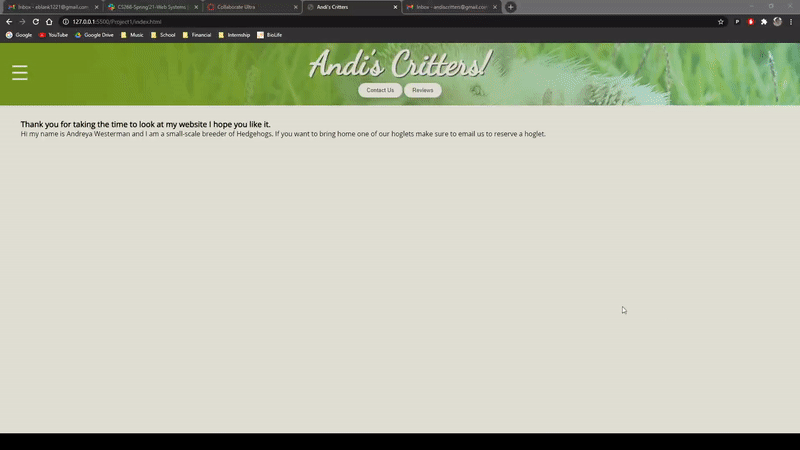 Inbox - eblank1221@gmail.com
CS266-Spring'21-Web Systems
Collaborate Ultra
Andi's Critters
Inbox - andiscritters@gmail.com
127.0.0.1:5500/Project1/index.html
Google YouTube Google Drive Music School Financial Internship BioLife
Andi's Critters!
Contact Us Reviews
Thank you for taking the time to look at my website I hope you like it.
Hi my name is Andreya Westerman and I am a small-scale breeder of Hedgehogs. If you want to bring home one of our hoglets make sure to email us to reserve a hoglet.